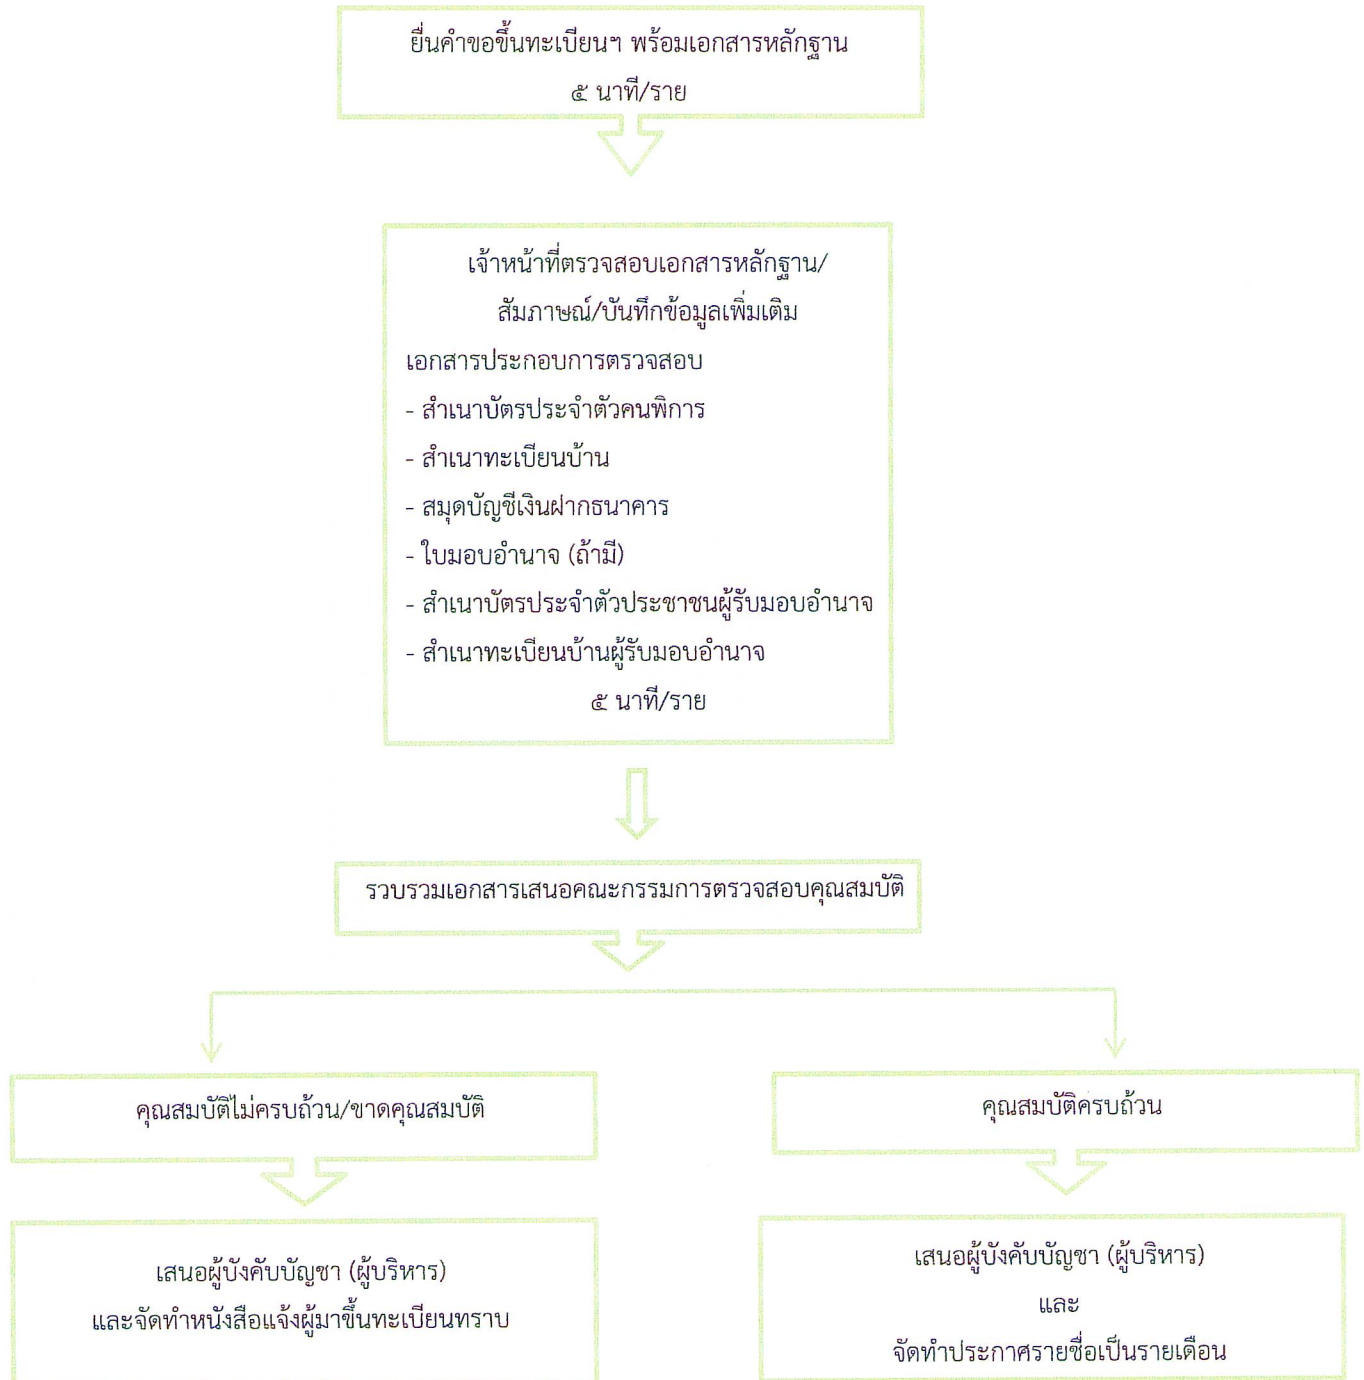 ยื่นคำขอขึ้นทะเบียนฯ พร้อมเอกสารหลักฐาน
๕ นาที/ราย
เจ้าหน้าที่ตรวจสอบเอกสารหลักฐาน/
สัมภาษณ์/บันทึกข้อมูลเพิ่มเติม
เอกสารประกอบการตรวจสอบ
- สำเนาบัตรประจำตัวคนพิการ
- สำเนาทะเบียนบ้าน
- สมุดบัญชีเงินฝากธนาคาร
- ใบมอบอำนาจ (ถ้ามี)
- สำเนาบัตรประจำตัวประชาชนผู้รับมอบอำนาจ
- สำเนาทะเบียนบ้านผู้รับมอบอำนาจ
๕ นาที/ราย
รวบรวมเอกสารเสนอคณะกรรมการตรวจสอบคุณสมบัติ
คุณสมบัติไม่ครบถ้วน/ขาดคุณสมบัติ
เสนอผู้บังคับบัญชา (ผู้บริหาร)
และจัดทำหนังสือแจ้งผู้มาขึ้นทะเบียนทราบ
คุณสมบัติครบถ้วน
เสนอผู้บังคับบัญชา (ผู้บริหาร)
และ
จัดทำประกาศรายชื่อเป็นรายเดือน